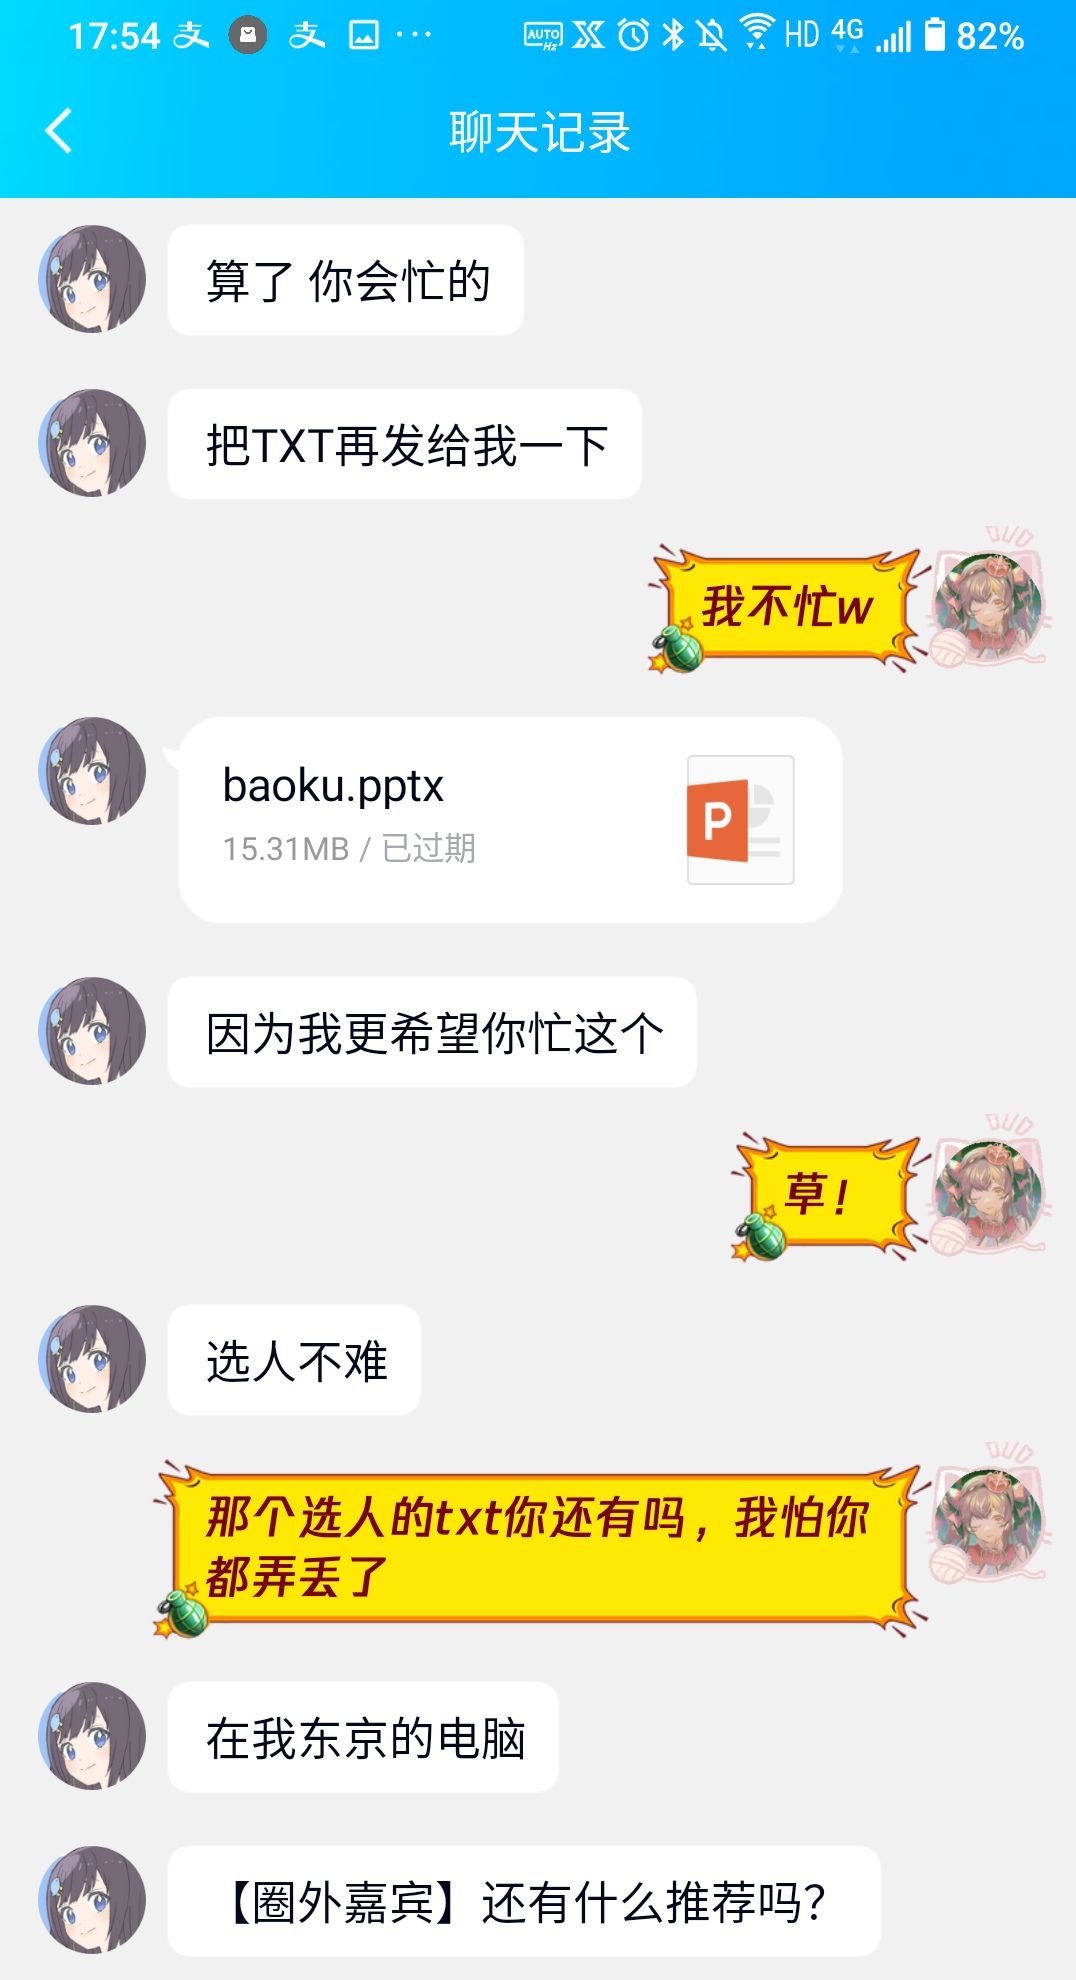 17:54 支 支 ... AUTO Hz HD 4G 82%
聊天记录
算了 你会忙的
把TXT再发给我一下
我不忙w
baoku.pptx
15.31MB / 已过期
P
因为我更希望你忙这个
草！
选人不难
那个选人的txt你还有吗，我怕你
都弄丢了
在我东京的电脑
【圈外嘉宾】还有什么推荐吗？